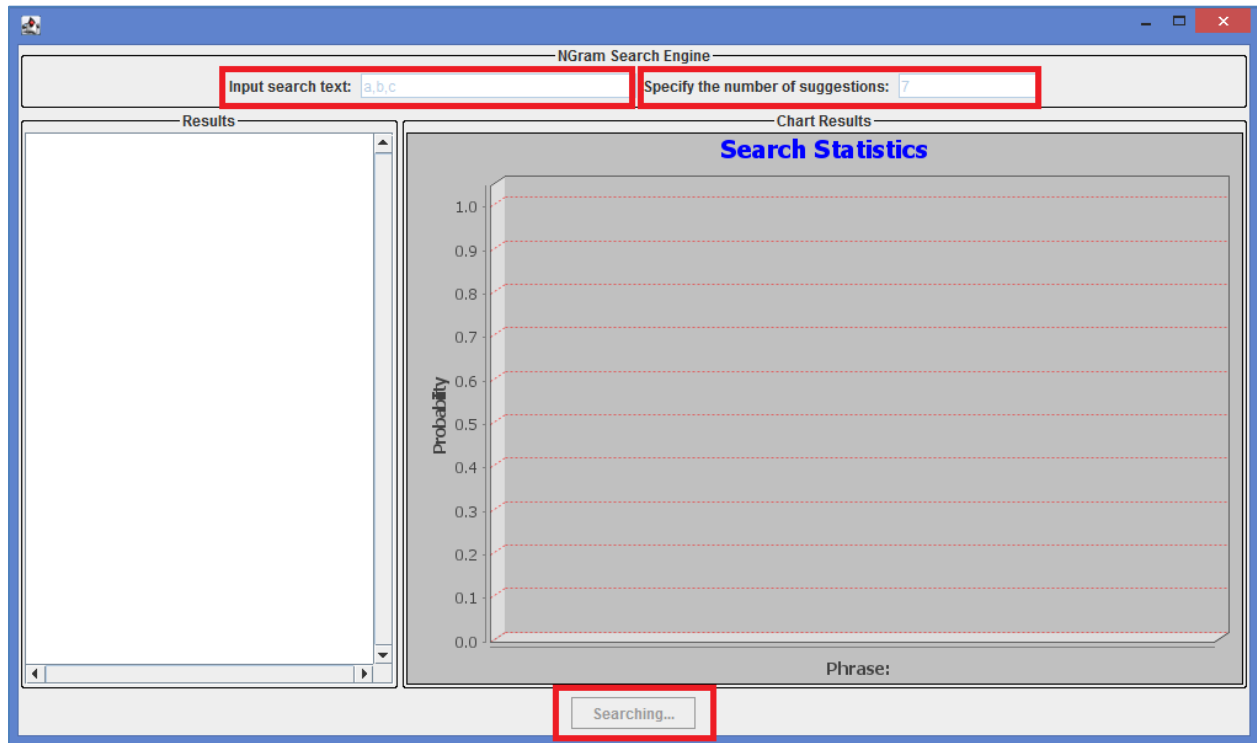 NGram Search Engine
Input search text: a,b,c Specify the number of suggestions: 7
Results
Chart Results
Search Statistics
1.0
0.9
0.8
0.7
0.6
0.5
0.4
0.3
0.2
0.1
0.0
Probability
Phrase:
Searching...